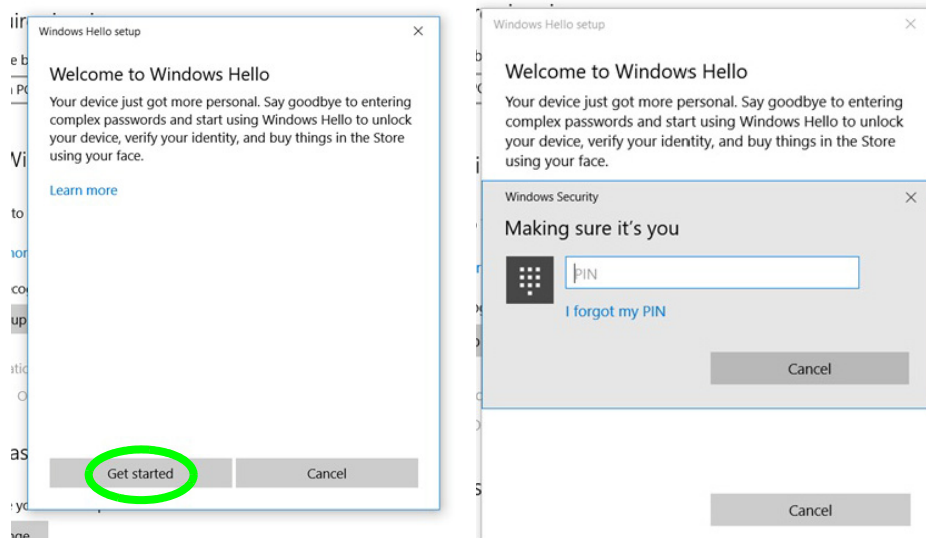 Windows Hello setup
Welcome to Windows Hello
Your device just got more personal. Say goodbye to entering
complex passwords and start using Windows Hello to unlock
your device, verify your identity, and buy things in the Store
using your face.
Learn more
Get started
Cancel
Windows Hello setup
Welcome to Windows Hello
Your device just got more personal. Say goodbye to entering
complex passwords and start using Windows Hello to unlock
your device, verify your identity, and buy things in the Store
using your face.
Windows Security
Making sure it's you
PIN
I forgot my PIN
Cancel
Cancel